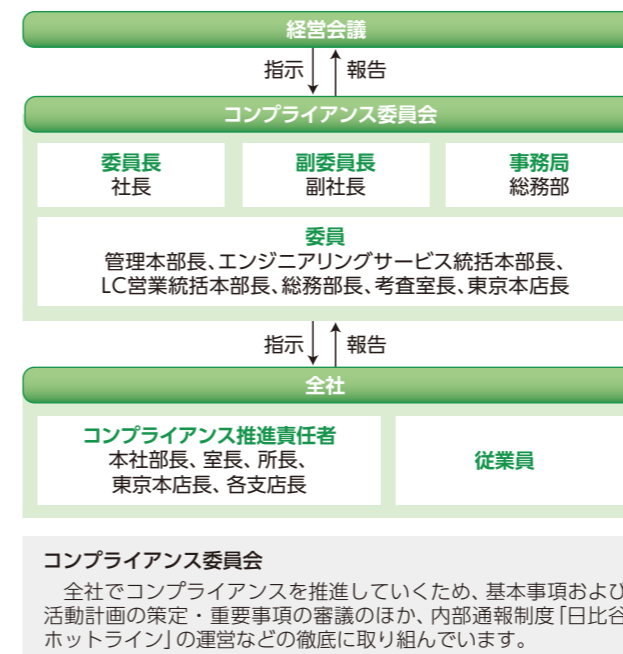 経営会議
指示 報告
コンプライアンス委員会
委員長 副委員長 事務局
社長 副社長 総務部
委員
管理本部長、エンジニアリングサービス統括本部長、
LC営業統括本部長、総務部長、考査室長、東京本店長
指示 報告
全社
コンプライアンス推進責任者
本社部長、室長、所長、
東京本店長、各支店長
従業員
コンプライアンス委員会
全社でコンプライアンスを推進していくため、基本事項および
活動計画の策定・重要事項の審議のほか、内部通報制度「日比谷
ホットライン」の運営などの徹底に取り組んでいます。